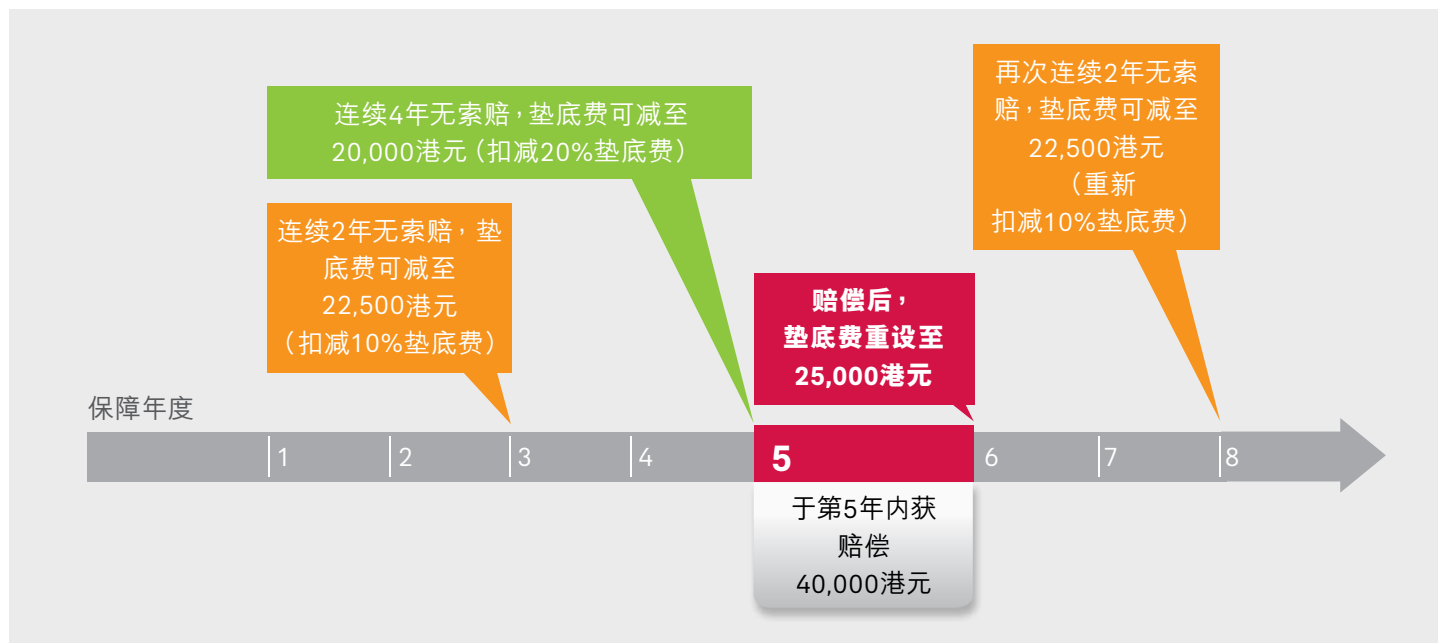 连续4年无索赔，垫底费可减至
20,000港元（扣减20%垫底费）
再次连续2年无索
赔，垫底费可减至
22,500港元
（重新
扣减10%垫底费）
连续2年无索赔，垫
底费可减至
22,500港元
（扣减10%垫底费）
赔偿后，
垫底费重设至
25,000港元
保障年度
1 2 3 4 5 6 7 8
于第5年内获
赔偿
40,000港元